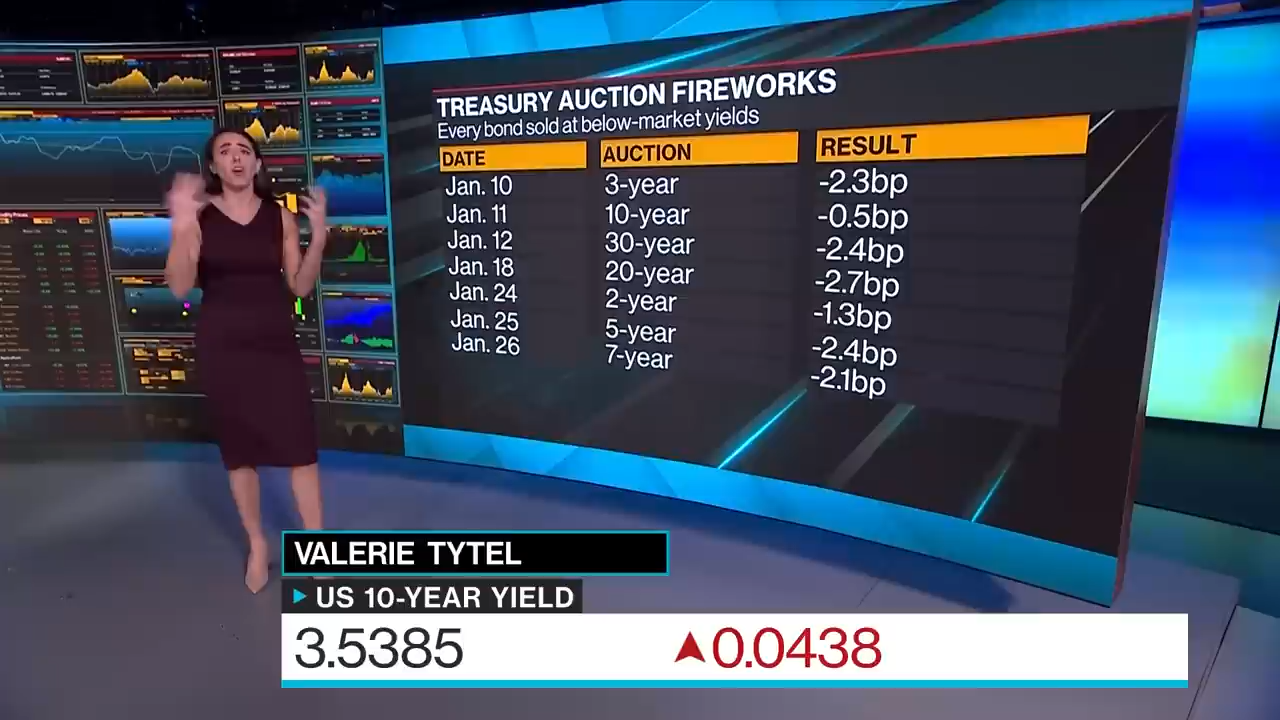 TREASURY AUCTION FIREWORKS
Every bond sold at below-market yields
DATE AUCTION RESULT
Jan. 10 3-year -2.3bp
Jan. 11 10-year -0.5bp
Jan. 12 30-year -2.4bp
Jan. 18 20-year -2.7bp
Jan. 24 2-year -1.3bp
Jan. 25 5-year -2.4bp
Jan. 26 7-year -2.1bp
VALERIE TYTEL
US 10-YEAR YIELD
3.5385 0.0438